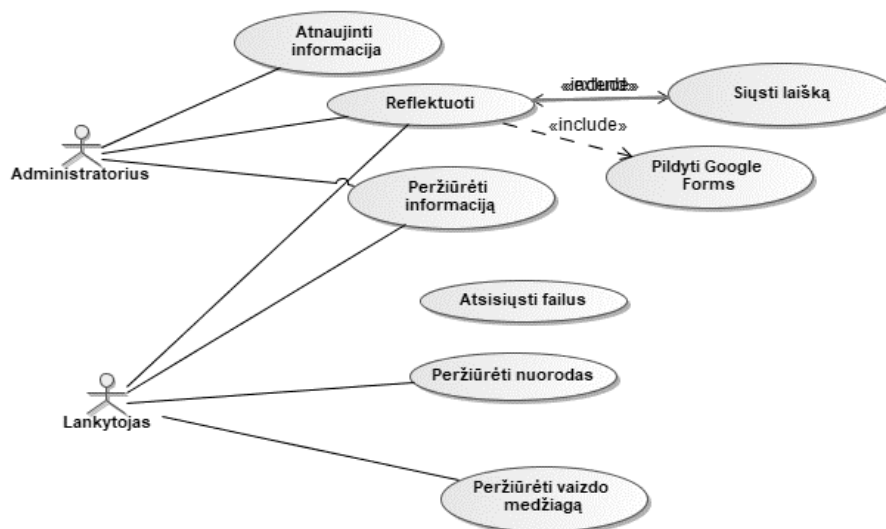 Atnaujinti
informacija
Reflektuoti
«include»
Siųsti laišką
«include»
Pildyti Google
Forms
Administratorius
Peržiūrėti
informaciją
Atsisiųsti failus
Peržiūrėti nuorodas
Lankytojas
Peržiūrėti vaizdo
medžiagą